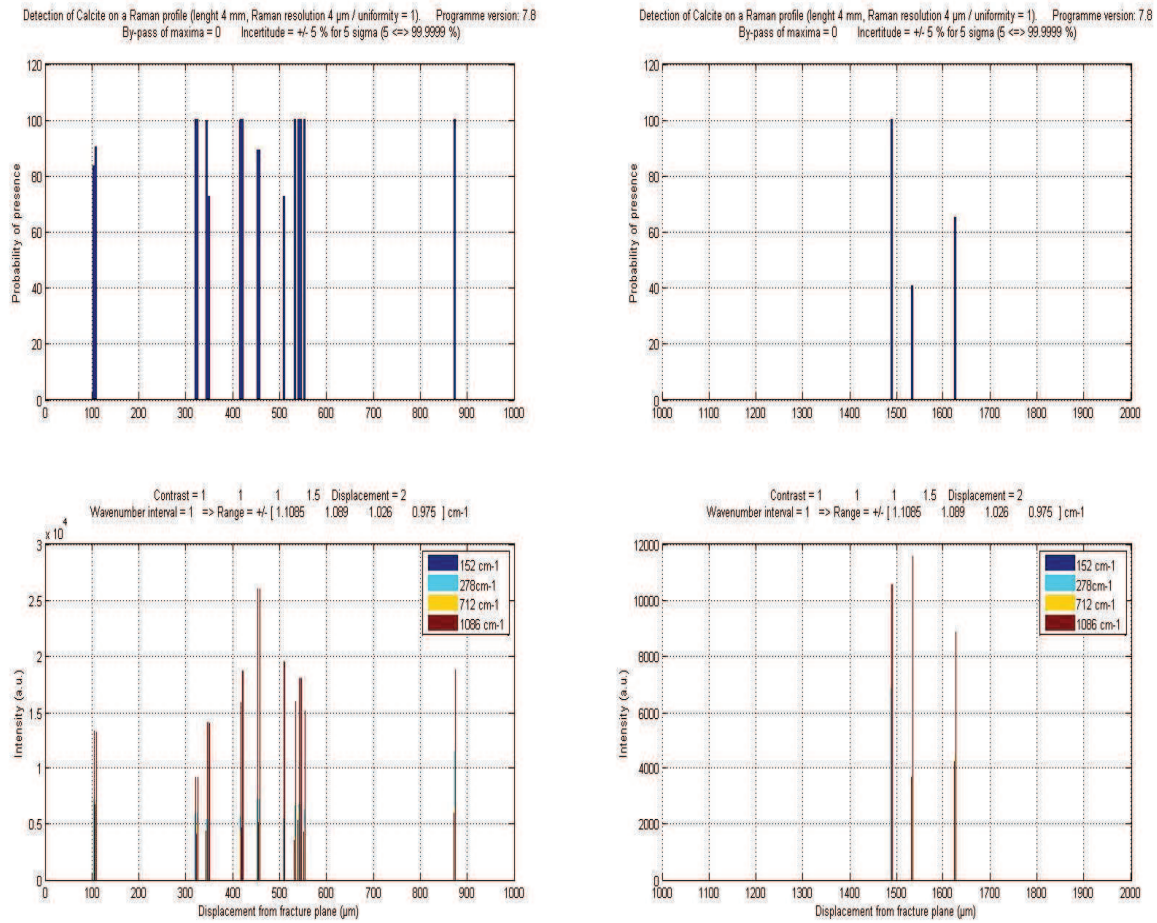 Detection of Calcite on a Raman profile (lenght 4 mm, Raman resolution 4 µm / uniformity = 1). Programme version: 7.8
By-pass of maxima = 0 Incertitude = +/- 5 % for 5 sigma (5 <=> 99.9999 %)
120
100
80
60
40
20
0
Probability of presence
0 100 200 300 400 500 600 700 800 900 1000
Detection of Calcite on a Raman profile (lenght 4 mm, Raman resolution 4 µm / uniformity = 1). Programme version: 7.8
By-pass of maxima = 0 Incertitude = +/- 5 % for 5 sigma (5 <=> 99.9999 %)
120
100
80
60
40
20
0
Probability of presence
1000 1100 1200 1300 1400 1500 1600 1700 1800 1900 2000
Contrast = 1 1 1 1.5 Displacement = 2
Wavenumber interval = 1 => Range = +/- [ 1.1085 1.089 1.026 0.975 ] cm-1
x 10^4
3
2.5
2
1.5
1
0.5
0
Intensity (a.u.)
152 cm-1
278cm-1
712 cm-1
1086 cm-1
0 100 200 300 400 500 600 700 800 900 1000
Displacement from fracture plane (µm)
Contrast = 1 1 1 1.5 Displacement = 2
Wavenumber interval = 1 => Range = +/- [ 1.1085 1.089 1.026 0.975 ] cm-1
12000
10000
8000
6000
4000
2000
0
Intensity (a.u.)
152 cm-1
278cm-1
712 cm-1
1086 cm-1
1000 1100 1200 1300 1400 1500 1600 1700 1800 1900 2000
Displacement from fracture plane (µm)